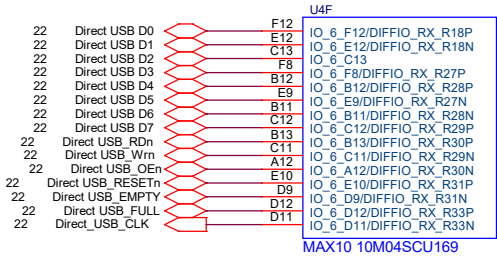 U4F
22 Direct USB D0 F12 IO_6_F12/DIFFIO_RX_R18P
22 Direct USB D1 E12 IO_6_E12/DIFFIO_RX_R18N
22 Direct USB D2 C13 IO_6_C13
22 Direct USB D3 F8 IO_6_F8/DIFFIO_RX_R27P
22 Direct USB D4 B12 IO_6_B12/DIFFIO_RX_R28P
22 Direct USB D5 E9 IO_6_E9/DIFFIO_RX_R27N
22 Direct USB D6 B11 IO_6_B11/DIFFIO_RX_R28N
22 Direct USB D7 C12 IO_6_C12/DIFFIO_RX_R29P
22 Direct USB_RDn B13 IO_6_B13/DIFFIO_RX_R30P
22 Direct USB_Wrn C11 IO_6_C11/DIFFIO_RX_R29N
22 Direct USB_OEn A12 IO_6_A12/DIFFIO_RX_R30N
22 Direct USB_RESETn E10 IO_6_E10/DIFFIO_RX_R31P
22 Direct USB_EMPTY D9 IO_6_D9/DIFFIO_RX_R31N
22 Direct USB_FULL D12 IO_6_D12/DIFFIO_RX_R33P
22 Direct_USB_CLK D11 IO_6_D11/DIFFIO_RX_R33N
MAX10 10M04SCU169